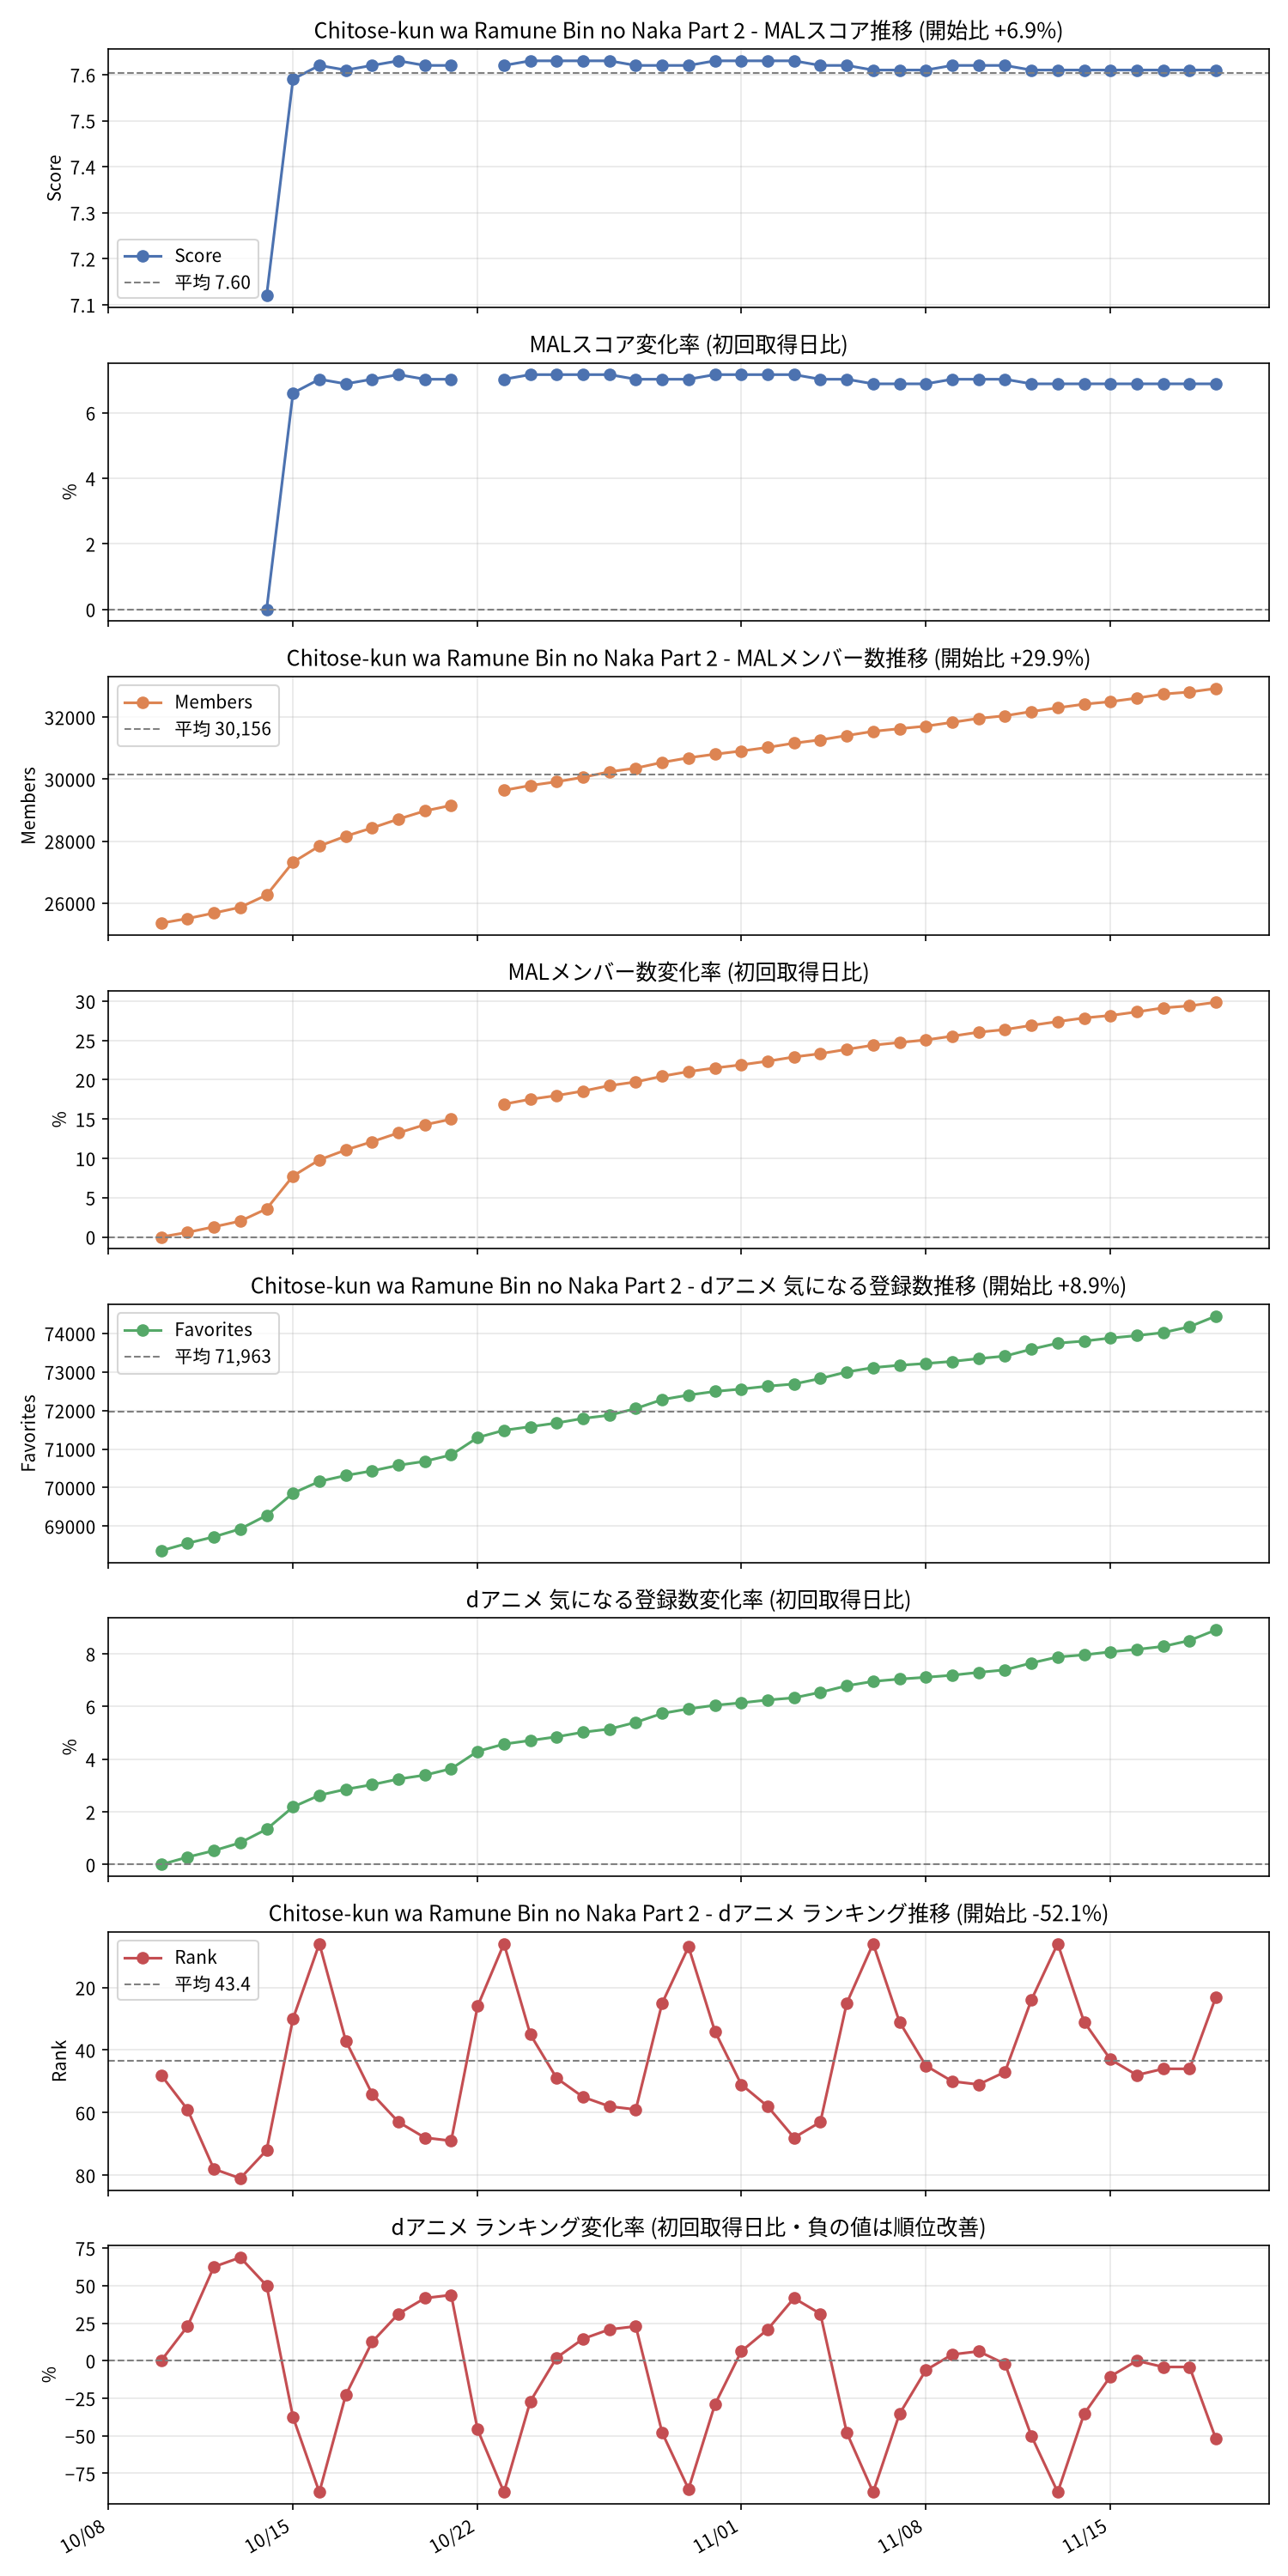 Chitose-kun wa Ramune Bin no Naka Part 2 - MALスコア推移 (開始比 +6.9%)
7.6
7.5
7.4
7.3
7.2
7.1
Score
Score
平均 7.60
MALスコア変化率 (初回取得日比)
6
4
2
0
%
Chitose-kun wa Ramune Bin no Naka Part 2 - MALメンバー数推移 (開始比 +29.9%)
Members
平均 30,156
32000
30000
28000
26000
Members
MALメンバー数変化率 (初回取得日比)
30
25
20
15
10
5
0
%
Chitose-kun wa Ramune Bin no Naka Part 2 - dアニメ 気になる登録数推移 (開始比 +8.9%)
Favorites
平均 71,963
74000
73000
72000
71000
70000
69000
Favorites
dアニメ 気になる登録数変化率 (初回取得日比)
8
6
4
2
0
%
Chitose-kun wa Ramune Bin no Naka Part 2 - dアニメ ランキング推移 (開始比 -52.1%)
Rank
平均 43.4
20
40
60
80
Rank
dアニメ ランキング変化率 (初回取得日比・負の値は順位改善)
75
50
25
0
−25
−50
−75
%
10/08
10/15
10/22
11/01
11/08
11/15